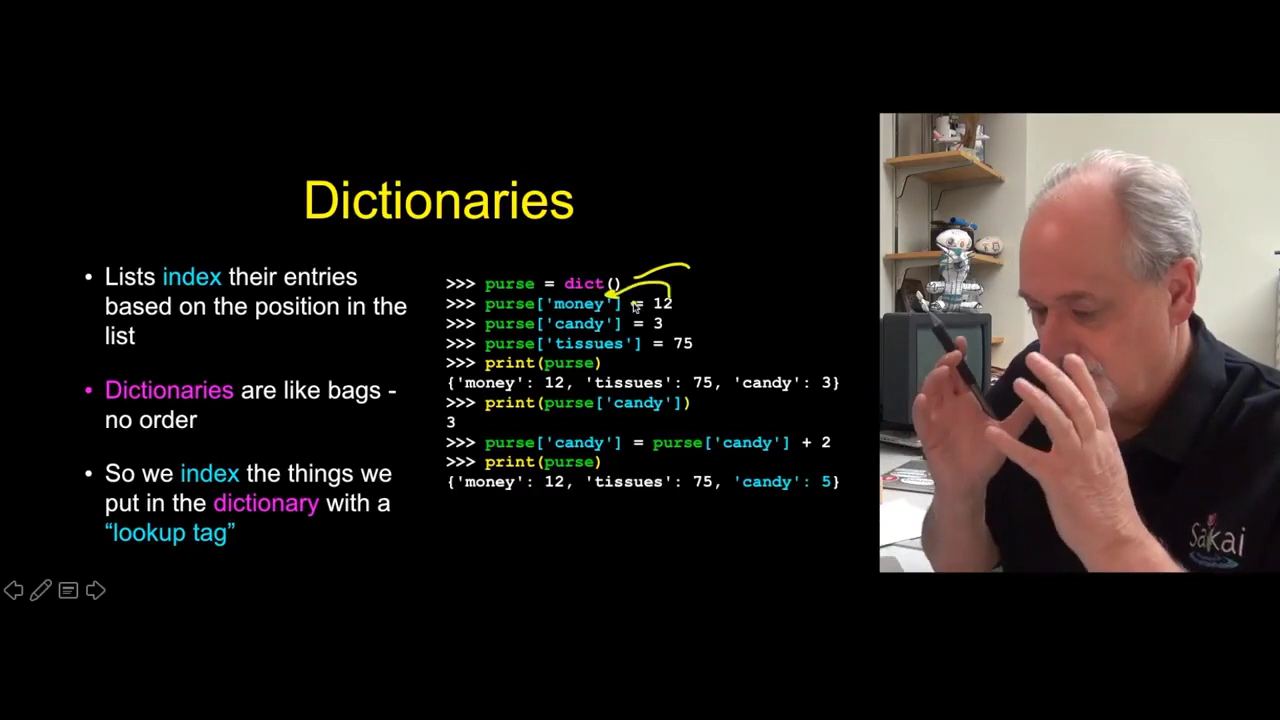 Dictionaries
• Lists index their entries
based on the position in the
list
• Dictionaries are like bags -
no order
• So we index the things we
put in the dictionary with a
“lookup tag”
>>> purse = dict()
>>> purse['money'] = 12
>>> purse['candy'] = 3
>>> purse['tissues'] = 75
>>> print(purse)
{'money': 12, 'tissues': 75, 'candy': 3}
>>> print(purse['candy'])
3
>>> purse['candy'] = purse['candy'] + 2
>>> print(purse)
{'money': 12, 'tissues': 75, 'candy': 5}
Sakai